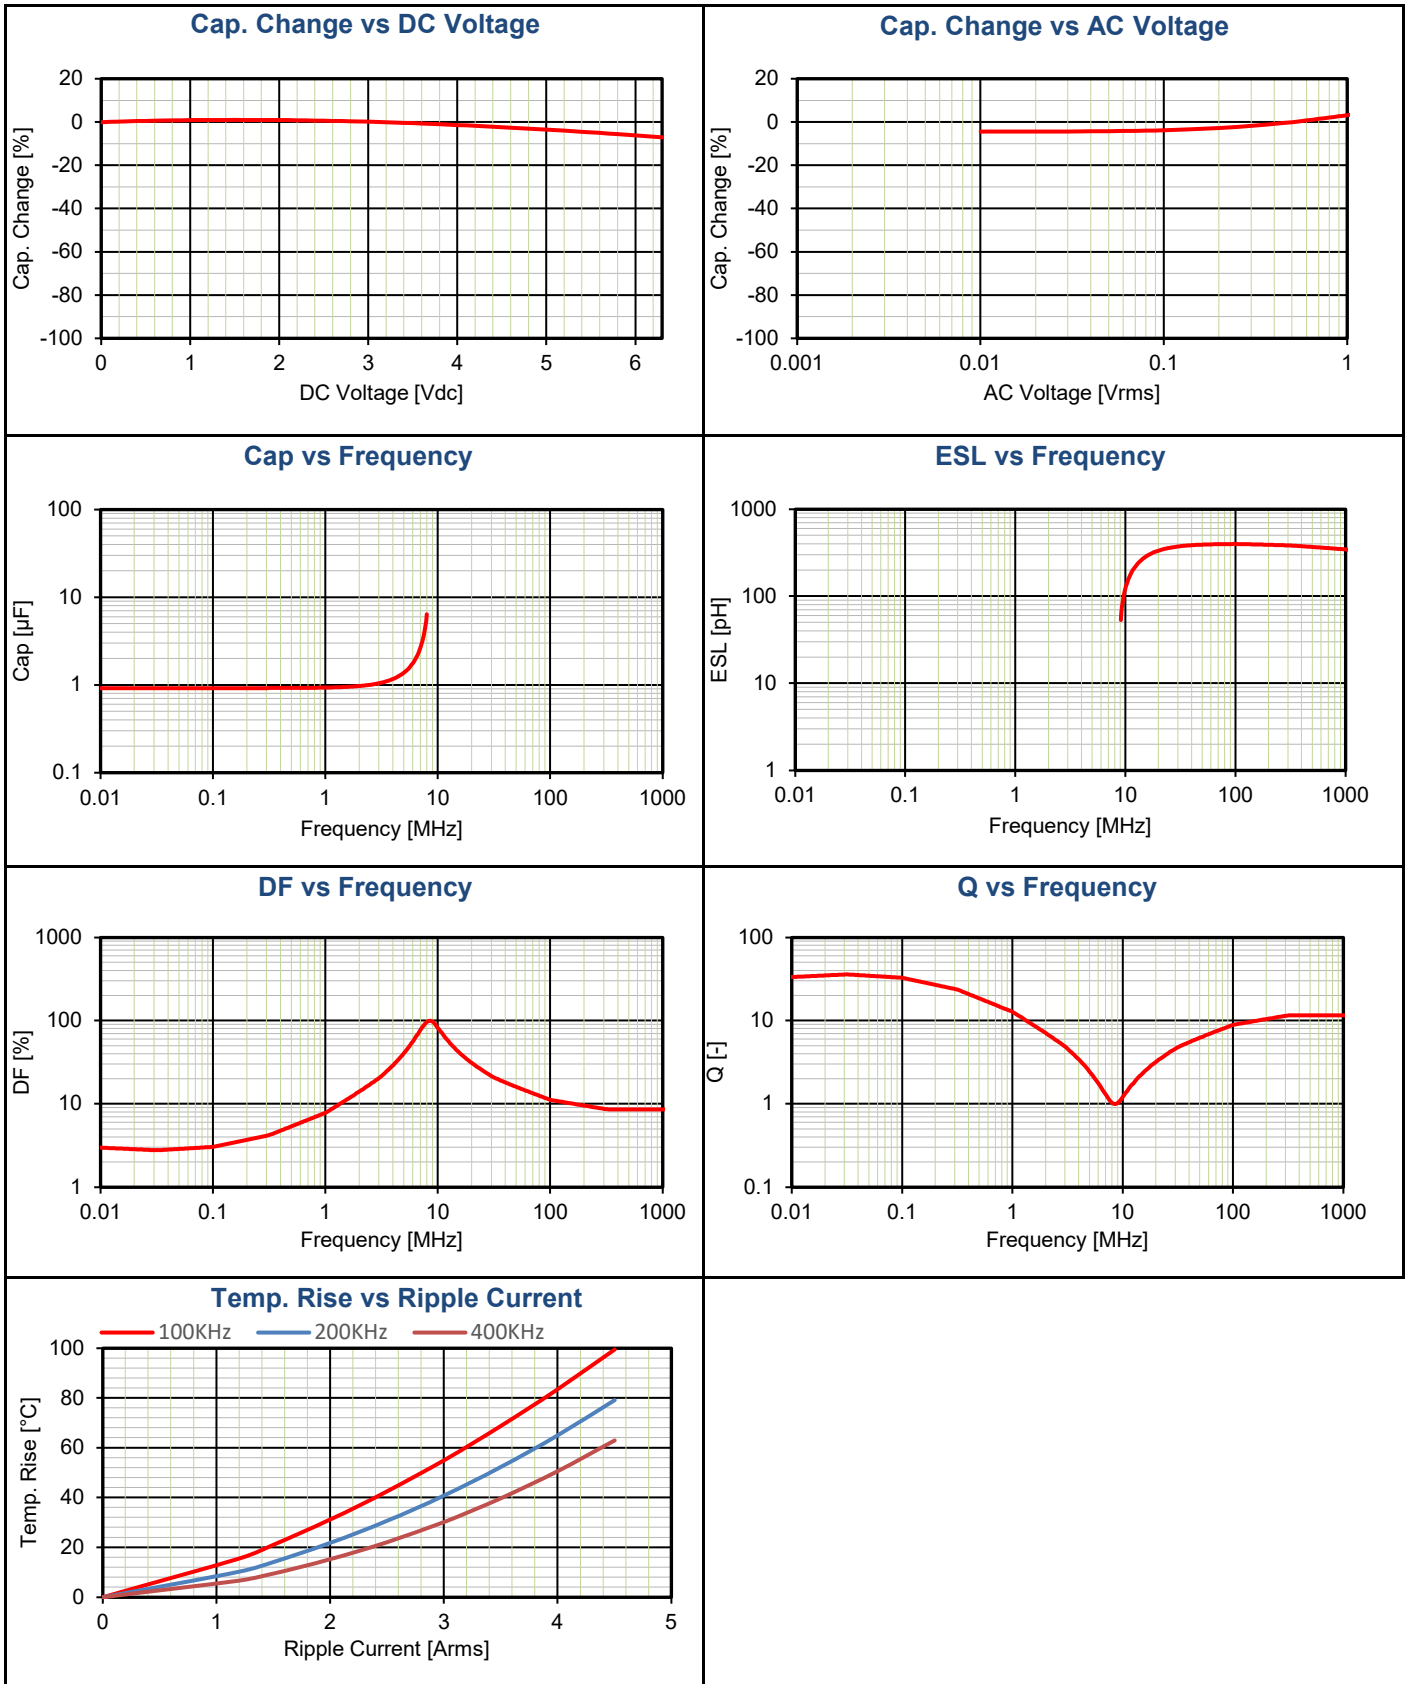 Cap. Change vs DC Voltage
Cap. Change [%]
20
0
-20
-40
-60
-80
-100
0 1 2 3 4 5 6
DC Voltage [Vdc]
Cap. Change vs AC Voltage
Cap. Change [%]
20
0
-20
-40
-60
-80
-100
0.001 0.01 0.1 1
AC Voltage [Vrms]
Cap vs Frequency
Cap [µF]
100
10
1
0.1
0.01 0.1 1 10 100 1000
Frequency [MHz]
ESL vs Frequency
ESL [pH]
1000
100
10
1
0.01 0.1 1 10 100 1000
Frequency [MHz]
DF vs Frequency
DF [%]
1000
100
10
1
0.01 0.1 1 10 100 1000
Frequency [MHz]
Q vs Frequency
Q [-]
100
10
1
0.1
0.01 0.1 1 10 100 1000
Frequency [MHz]
Temp. Rise vs Ripple Current
100KHz 200KHz 400KHz
Temp. Rise [°C]
100
80
60
40
20
0
0 1 2 3 4 5
Ripple Current [Arms]